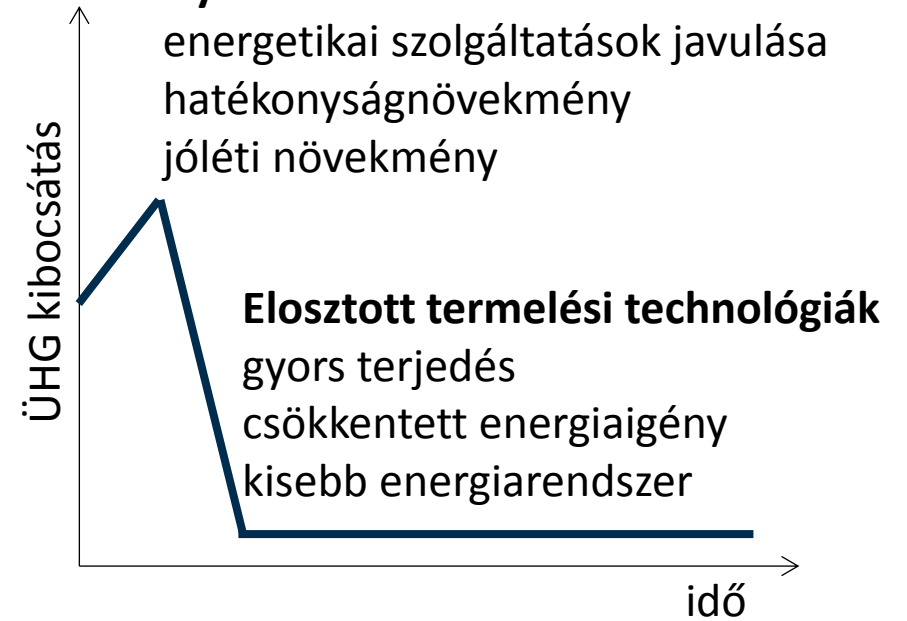 energetikai szolgáltatások javulása
hatékonyságnövekmény
jóléti növekmény
ÜHG kibocsátás
Elosztott termelési technológiák
gyors terjedés
csökkentett energiaigény
kisebb energiarendszer
idő